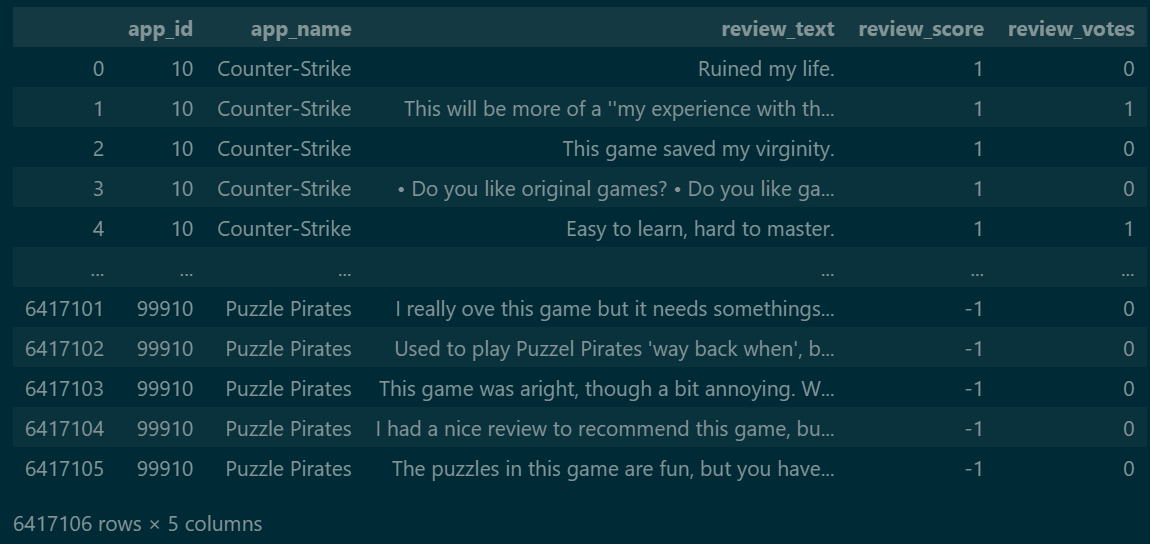 app_id app_name review_text review_score review_votes
0 10 Counter-Strike Ruined my life. 1 0
1 10 Counter-Strike This will be more of a ''my experience with th... 1 1
2 10 Counter-Strike This game saved my virginity. 1 0
3 10 Counter-Strike • Do you like original games? • Do you like ga... 1 0
4 10 Counter-Strike Easy to learn, hard to master. 1 1
... ... ... ... ... ...
6417101 99910 Puzzle Pirates I really ove this game but it needs somethings... -1 0
6417102 99910 Puzzle Pirates Used to play Puzzel Pirates 'way back when', b... -1 0
6417103 99910 Puzzle Pirates This game was aright, though a bit annoying. W... -1 0
6417104 99910 Puzzle Pirates I had a nice review to recommend this game, bu... -1 0
6417105 99910 Puzzle Pirates The puzzles in this game are fun, but you have... -1 0
6417106 rows × 5 columns